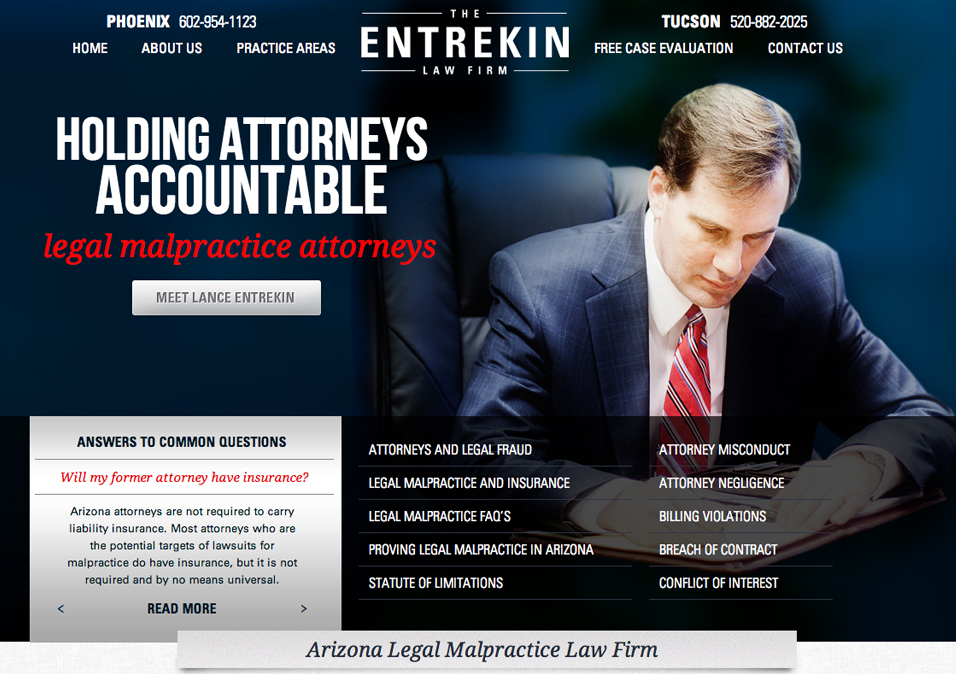 PHOENIX 602-954-1123
THE
ENTREKIN
LAW FIRM
TUCSON 520-882-2025
HOME ABOUT US PRACTICE AREAS
FREE CASE EVALUATION CONTACT US
HOLDING ATTORNEYS
ACCOUNTABLE
legal malpractice attorneys
MEET LANCE ENTREKIN
ANSWERS TO COMMON QUESTIONS
Will my former attorney have insurance?
Arizona attorneys are not required to carry
liability insurance. Most attorneys who are
the potential targets of lawsuits for
malpractice do have insurance, but it is not
required and by no means universal.
< READ MORE >
ATTORNEYS AND LEGAL FRAUD
LEGAL MALPRACTICE AND INSURANCE
LEGAL MALPRACTICE FAQ'S
PROVING LEGAL MALPRACTICE IN ARIZONA
STATUTE OF LIMITATIONS
ATTORNEY MISCONDUCT
ATTORNEY NEGLIGENCE
BILLING VIOLATIONS
BREACH OF CONTRACT
CONFLICT OF INTEREST
Arizona Legal Malpractice Law Firm